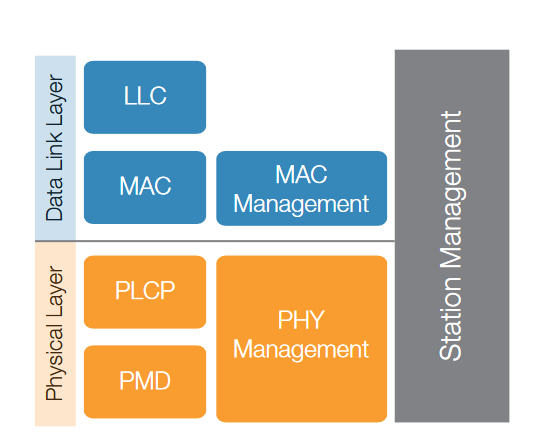 Data Link Layer
LLC
MAC
MAC
Management
Physical Layer
PLCP
PMD
PHY
Management
Station Management